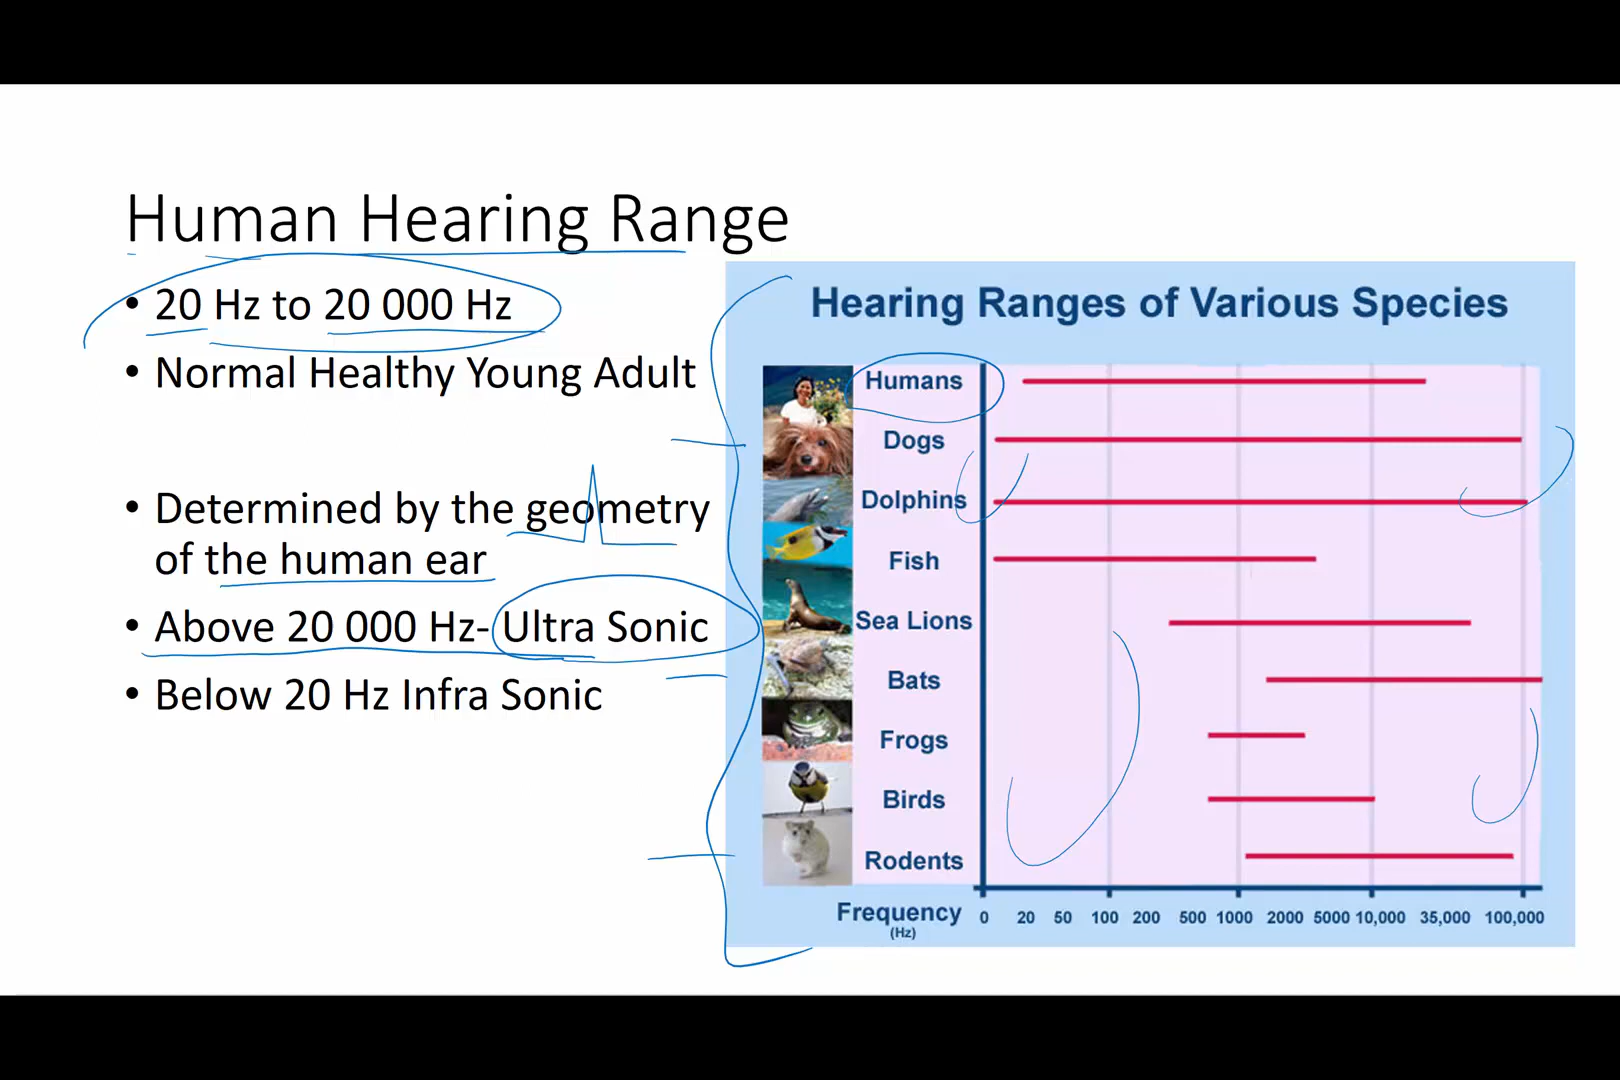 Human Hearing Range
• 20 Hz to 20 000 Hz
• Normal Healthy Young Adult
• Determined by the geometry
of the human ear
• Above 20 000 Hz- Ultra Sonic
• Below 20 Hz Infra Sonic
Hearing Ranges of Various Species
Humans
Dogs
Dolphins
Fish
Sea Lions
Bats
Frogs
Birds
Rodents
Frequency 0 20 50 100 200 500 1000 2000 5000 10,000 35,000 100,000
(Hz)